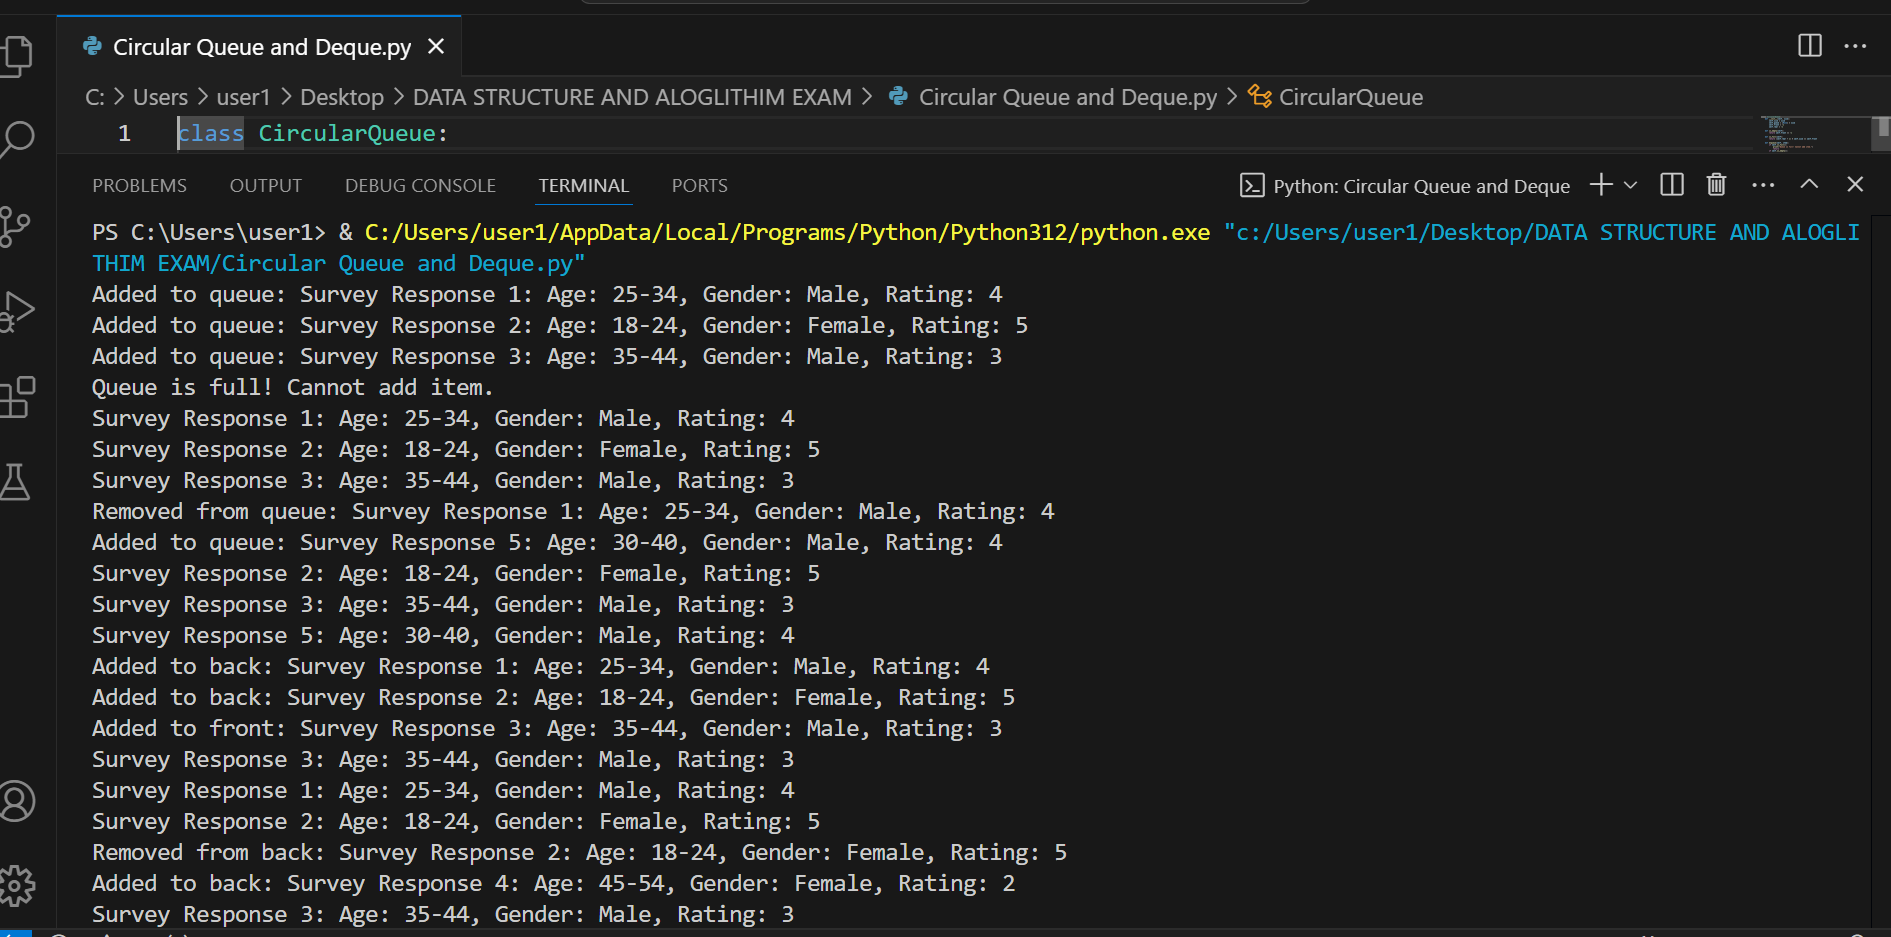 Circular Queue and Deque.py
C: > Users > user1 > Desktop > DATA STRUCTURE AND ALOGLITHIM EXAM > Circular Queue and Deque.py > CircularQueue
1 class CircularQueue:
PROBLEMS OUTPUT DEBUG CONSOLE TERMINAL PORTS Python: Circular Queue and Deque
PS C:\Users\user1> & C:/Users/user1/AppData/Local/Programs/Python/Python312/python.exe "c:/Users/user1/Desktop/DATA STRUCTURE AND ALOGLI
THIM EXAM/Circular Queue and Deque.py"
Added to queue: Survey Response 1: Age: 25-34, Gender: Male, Rating: 4
Added to queue: Survey Response 2: Age: 18-24, Gender: Female, Rating: 5
Added to queue: Survey Response 3: Age: 35-44, Gender: Male, Rating: 3
Queue is full! Cannot add item.
Survey Response 1: Age: 25-34, Gender: Male, Rating: 4
Survey Response 2: Age: 18-24, Gender: Female, Rating: 5
Survey Response 3: Age: 35-44, Gender: Male, Rating: 3
Removed from queue: Survey Response 1: Age: 25-34, Gender: Male, Rating: 4
Added to queue: Survey Response 5: Age: 30-40, Gender: Male, Rating: 4
Survey Response 2: Age: 18-24, Gender: Female, Rating: 5
Survey Response 3: Age: 35-44, Gender: Male, Rating: 3
Survey Response 5: Age: 30-40, Gender: Male, Rating: 4
Added to back: Survey Response 1: Age: 25-34, Gender: Male, Rating: 4
Added to back: Survey Response 2: Age: 18-24, Gender: Female, Rating: 5
Added to front: Survey Response 3: Age: 35-44, Gender: Male, Rating: 3
Survey Response 3: Age: 35-44, Gender: Male, Rating: 3
Survey Response 1: Age: 25-34, Gender: Male, Rating: 4
Survey Response 2: Age: 18-24, Gender: Female, Rating: 5
Removed from back: Survey Response 2: Age: 18-24, Gender: Female, Rating: 5
Added to back: Survey Response 4: Age: 45-54, Gender: Female, Rating: 2
Survey Response 3: Age: 35-44, Gender: Male, Rating: 3